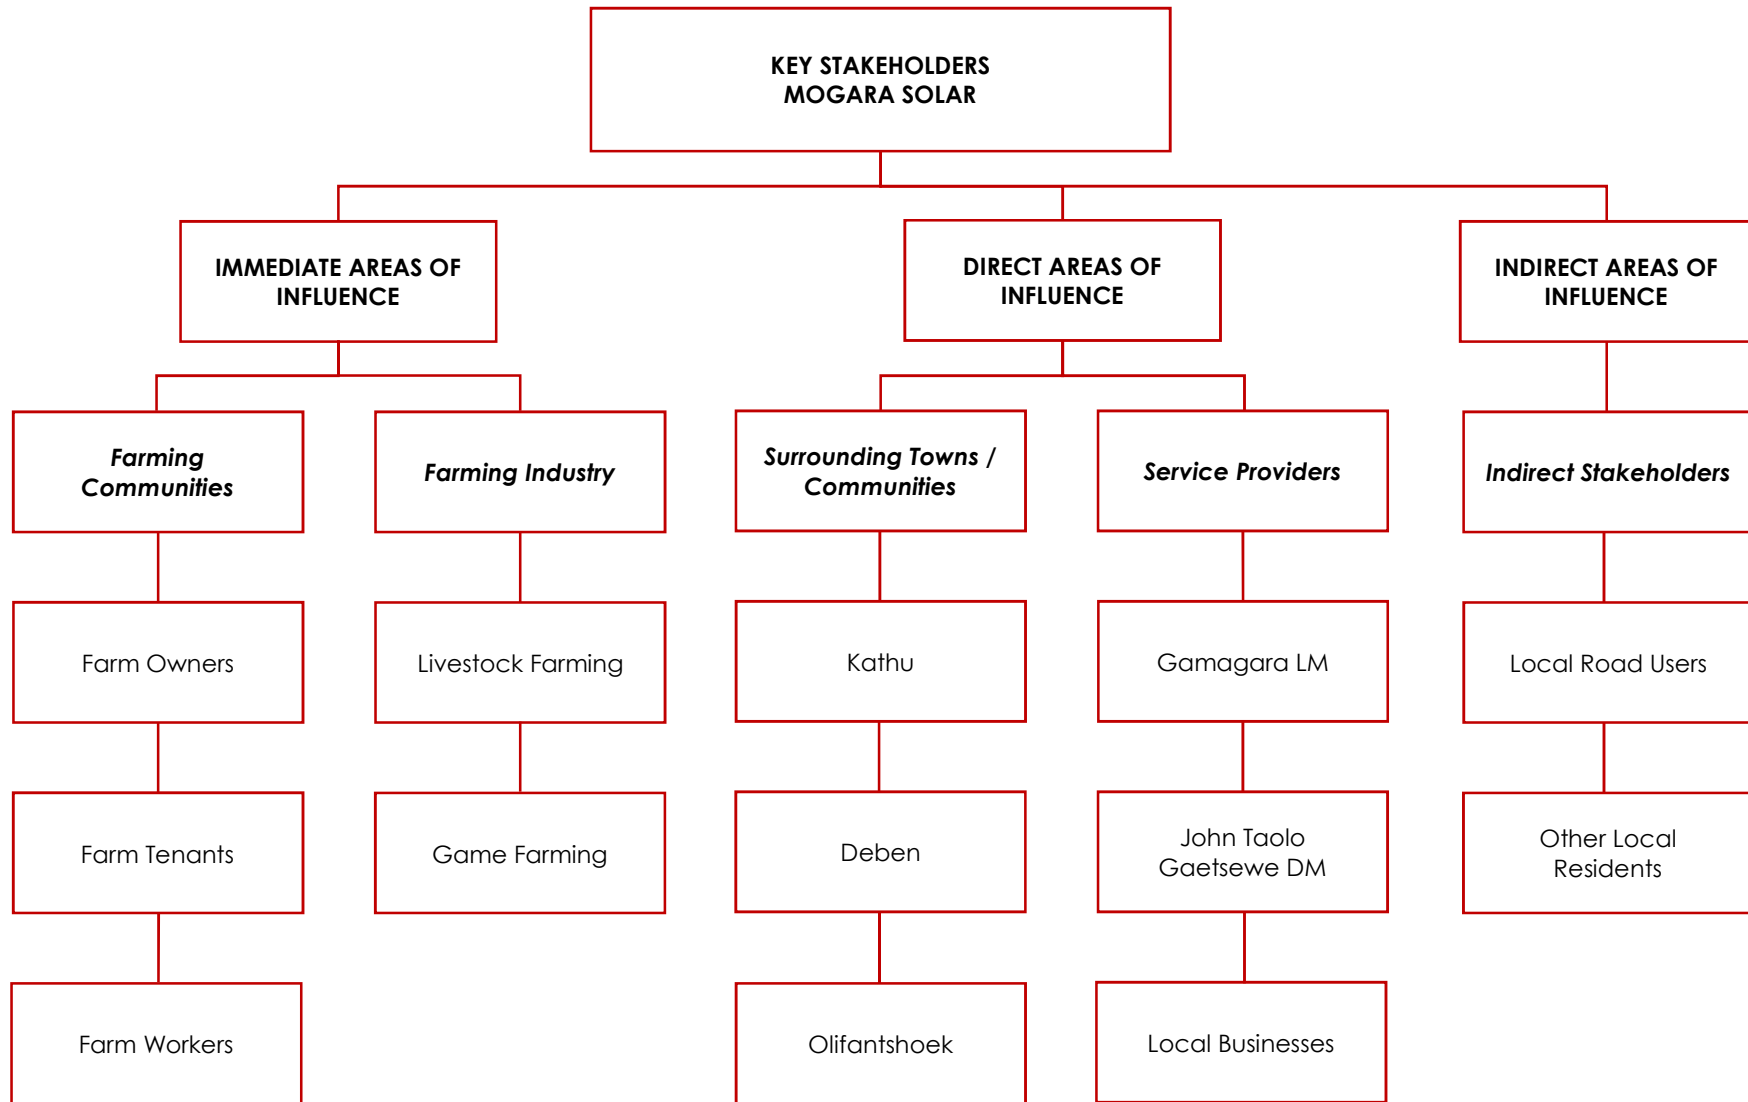 KEY STAKEHOLDERS
MOGARA SOLAR
IMMEDIATE AREAS OF
INFLUENCE
DIRECT AREAS OF
INFLUENCE
INDIRECT AREAS OF
INFLUENCE
Farming
Communities
Farming Industry
Surrounding Towns /
Communities
Service Providers
Indirect Stakeholders
Farm Owners
Livestock Farming
Kathu
Gamagara LM
Local Road Users
Farm Tenants
Game Farming
Deben
John Taolo
Gaetsewe DM
Other Local
Residents
Farm Workers
Olifantshoek
Local Businesses